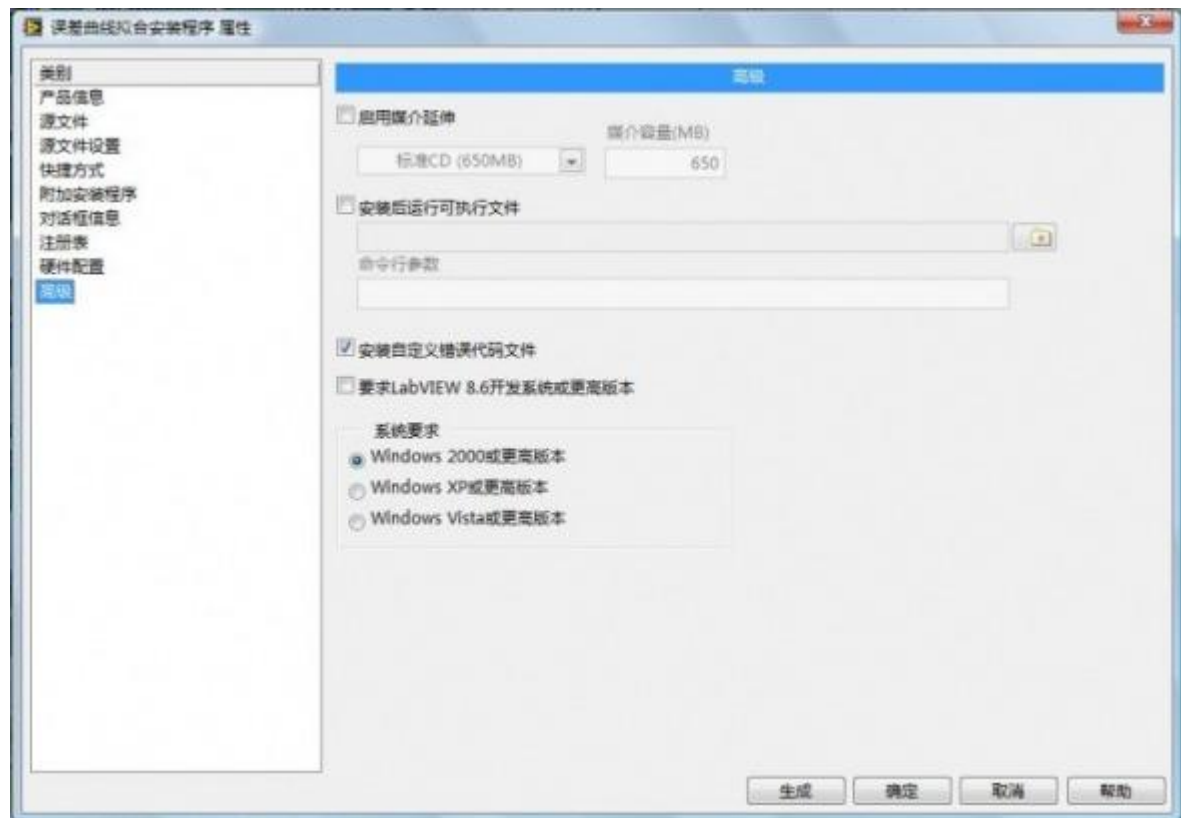 误差曲线拟合安装程序 属性
类别
产品信息
源文件
源文件设置
快捷方式
附加安装程序
对话框信息
注册表
硬件配置
高级
高级
启用媒介延伸
媒介容量(MB)
标准CD (650MB)
650
安装后运行可执行文件
命令行参数
安装自定义错误代码文件
要求LabVIEW 8.6开发系统或更高版本
系统要求
Windows 2000或更高版本
Windows XP或更高版本
Windows Vista或更高版本
生成
确定
取消
帮助